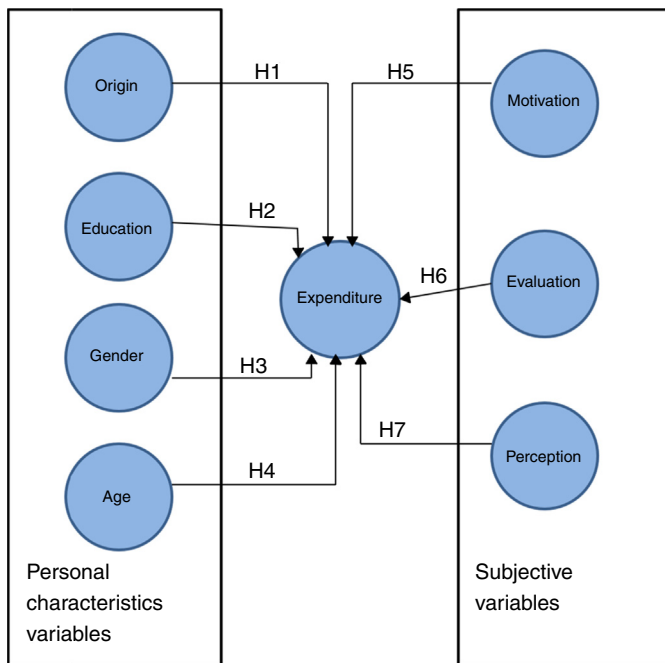 Origin
H1
Education
H2
Gender
H3
Age
H4
Personal
characteristics
variables
Expenditure
H5
Motivation
H6
Evaluation
H7
Perception
Subjective
variables